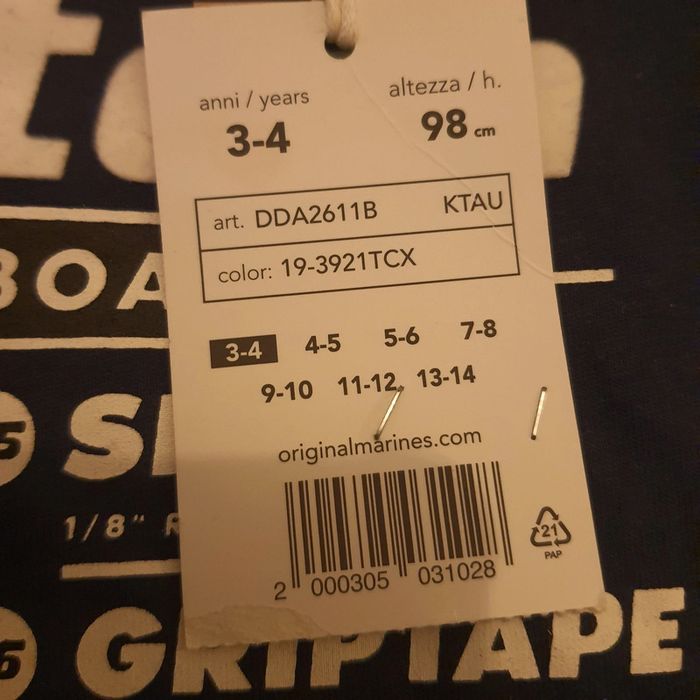 anni / years
3-4
altezza / h.
98 cm
art. DDA2611B KTAU
color: 19-3921TCX
3-4 4-5 5-6 7-8
9-10 11-12 13-14
originalmarines.com
2 000305 031028
21
PAP
BOA
1/8"
GRIPTAPE